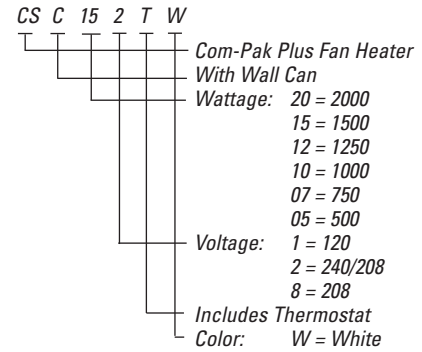 CS C 15 2 T W
Com-Pak Plus Fan Heater
With Wall Can
Wattage: 20 = 2000
15 = 1500
12 = 1250
10 = 1000
07 = 750
05 = 500
Voltage: 1 = 120
2 = 240/208
8 = 208
Includes Thermostat
Color: W = White